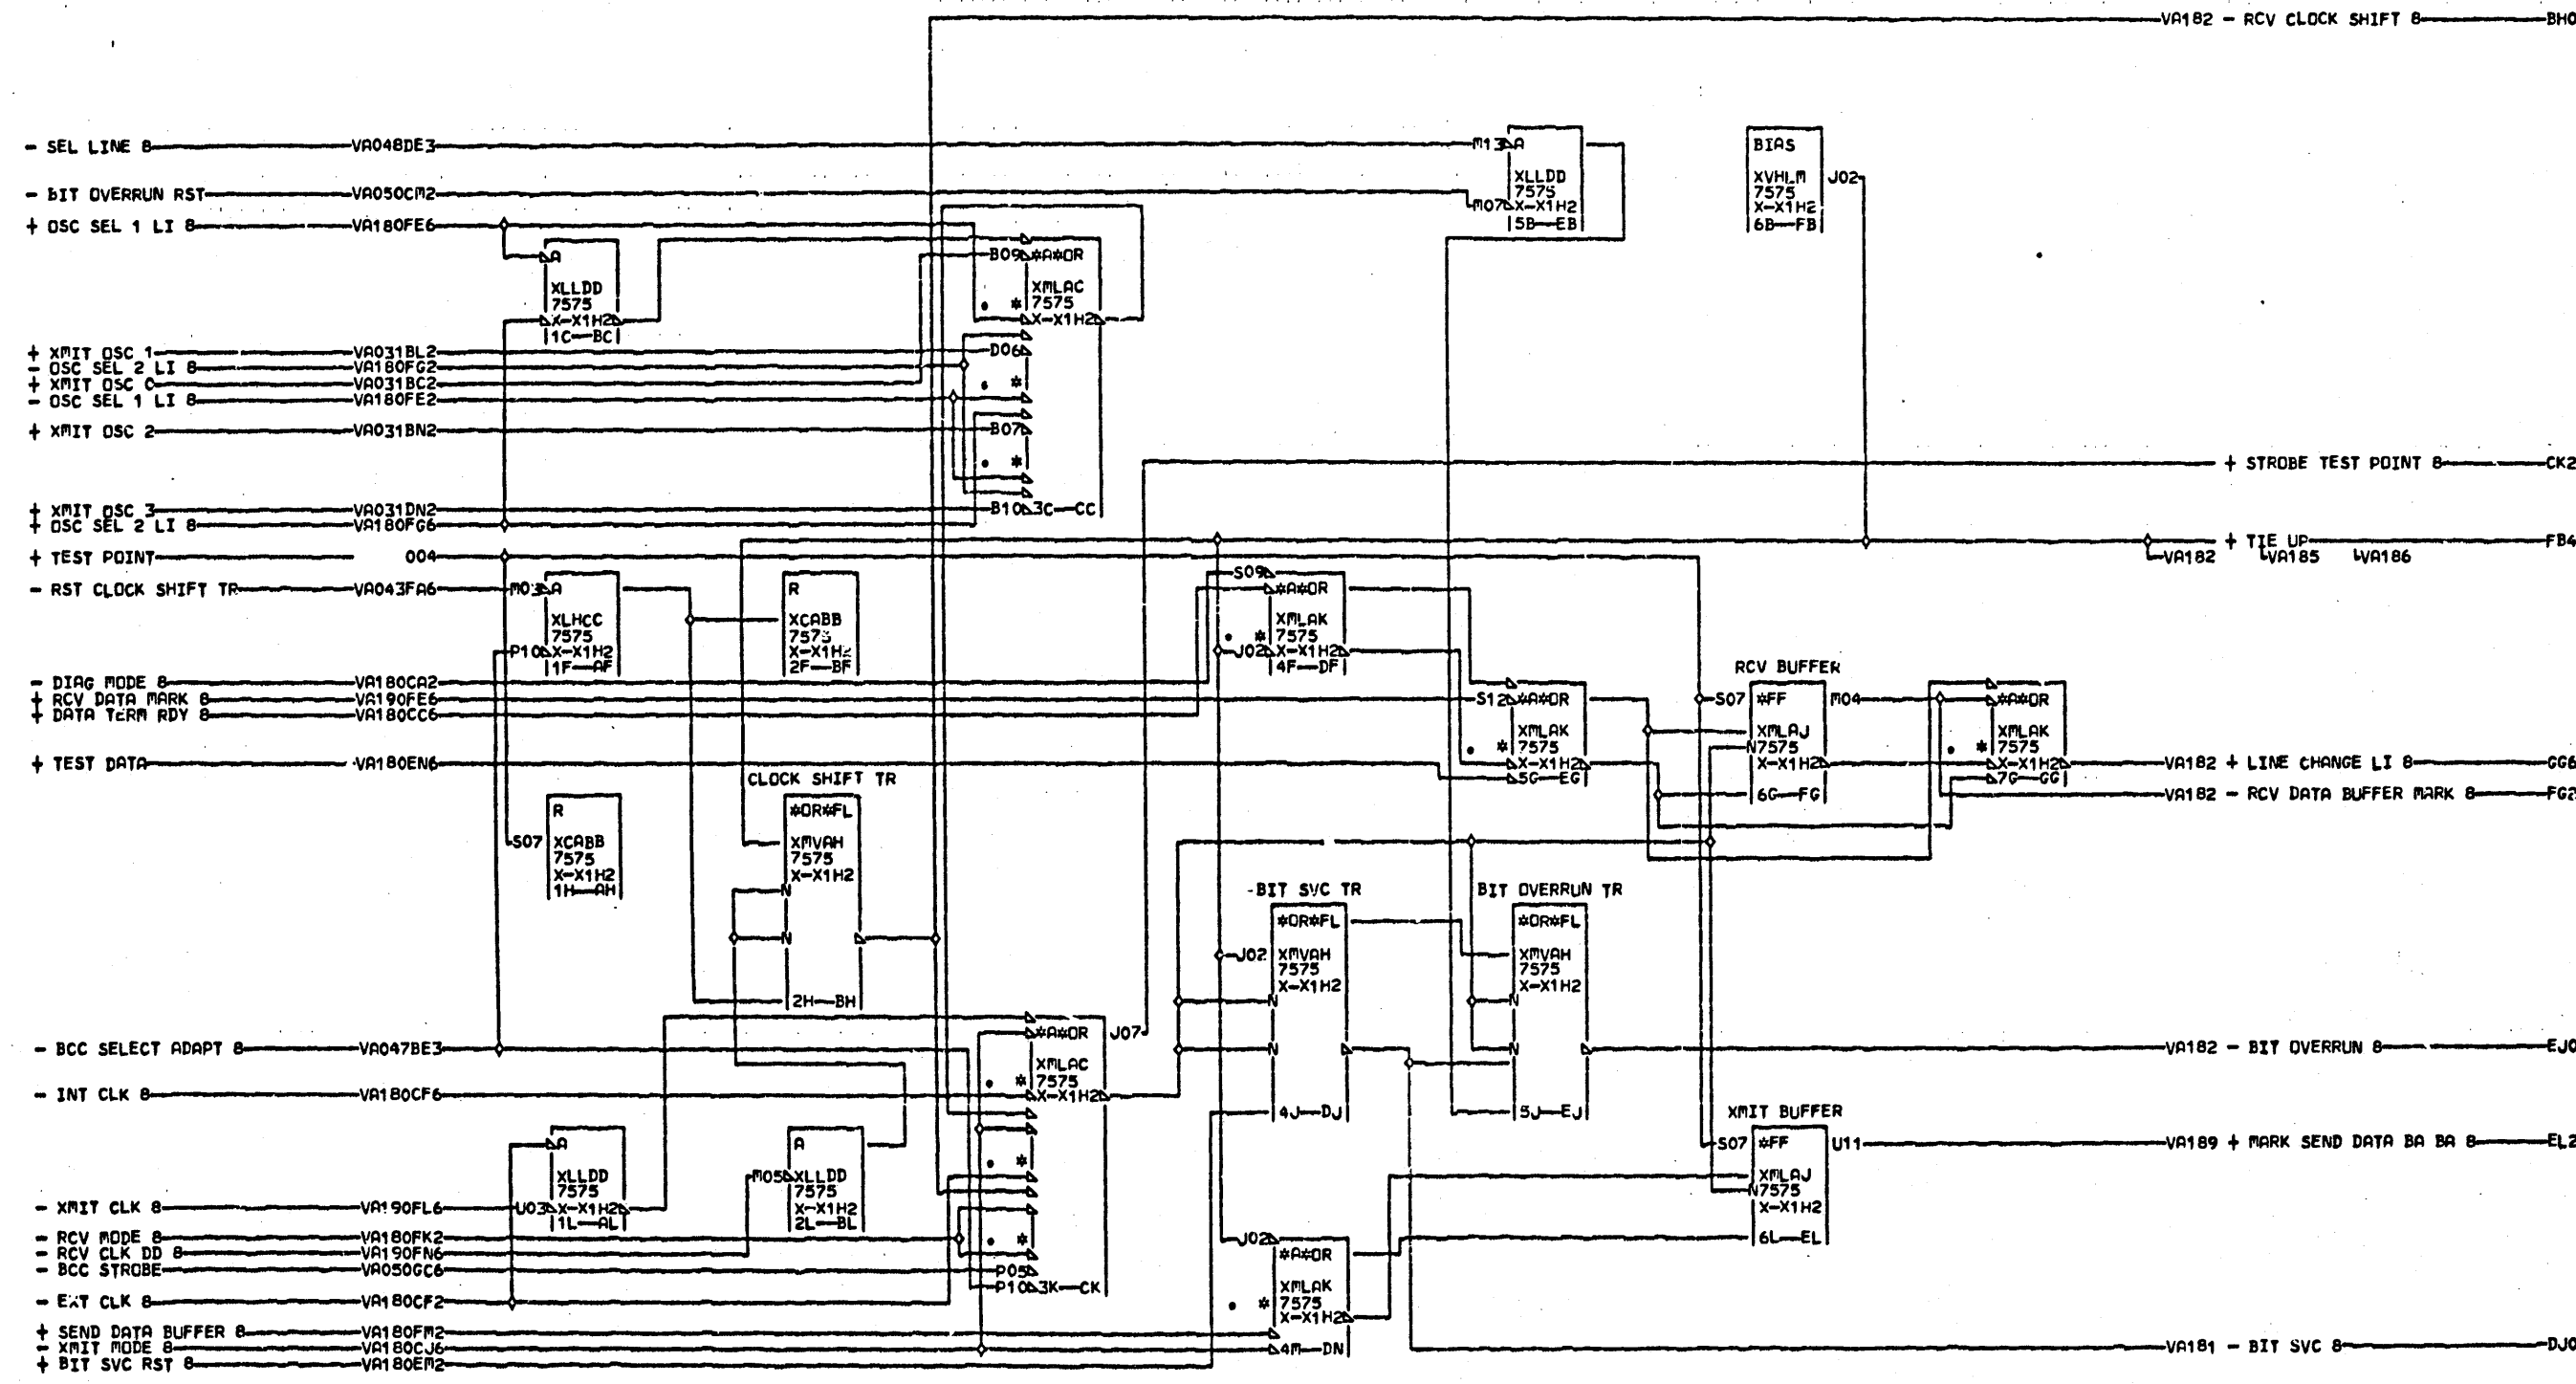 VA182 - RCV CLOCK SHIFT 8 BH0
- SEL LINE 8 VA048DE3 M13 A
BIAS
XLLDD XVHLM J02
7575 7575
- BIT OVERRUN RST VA050CM2 M07 X-X1H2 X-X1H2
5B EB 6B FB
+ OSC SEL 1 LI 8 VA180FE6
A B09 *A*OR
XLLDD XMLAC
7575 * 7575
X-X1H2 X-X1H2
1C BC
+ XMIT OSC 1 VA031BL2 D06
- OSC SEL 2 LI 8 VA180FG2
+ XMIT OSC 0 VA031BC2 *
- OSC SEL 1 LI 8 VA180FE2
+ XMIT OSC 2 VA031BN2 B07
*
+ STROBE TEST POINT 8 CK2
+ XMIT OSC 3 VA031DN2 B10 3C CC
+ OSC SEL 2 LI 8 VA180FG6
+ TIE UP FB4
+ TEST POINT 004 VA182 VA185 VA186
S09
- RST CLOCK SHIFT TR VA043FA6 M03 A R *A*OR
XLHCC XCABB XMLAK
7575 7575 * 7575
P10 X-X1H2 X-X1H2 J02 X-X1H2
1F AF 2F BF 4F DF
RCV BUFFER
- DIAG MODE 8 VA180CA2
+ RCV DATA MARK 8 VA190FE6 S12 *A*OR S07 *FF M04 *A*OR
+ DATA TERM RDY 8 VA180CC6
XMLAK XMLAJ XMLAK
* 7575 N 7575 * 7575
+ TEST DATA VA180EN6 X-X1H2 X-X1H2 X-X1H2 VA182 + LINE CHANGE LI 8 GG6
5G EG 7G GG
CLOCK SHIFT TR
6G FG VA182 - RCV DATA BUFFER MARK 8 FG2
R *OR*FL
S07 XCABB XMVAH
7575 7575
X-X1H2 X-X1H2
1H AH N
-BIT SVC TR BIT OVERRUN TR
*OR*FL *OR*FL
N
J02 XMVAH XMVAH
7575 7575
X-X1H2 X-X1H2
2H BH N N
*A*OR J07
- BCC SELECT ADAPT 8 VA047BE3 N N VA182 - BIT OVERRUN 8 EJ0
XMLAC
* 7575
- INT CLK 8 VA180CF6 X-X1H2
4J DJ 5J EJ XMIT BUFFER
A A S07 *FF U11 VA189 + MARK SEND DATA BA BA 8 EL2
*
XLLDD M05 XLLDD XMLAJ
7575 7575 N 7575
- XMIT CLK 8 VA190FL6 U03 X-X1H2 X-X1H2 X-X1H2
1L AL 2L BL
- RCV MODE 8 VA180FK2 * J02 6L EL
- RCV CLK DD 8 VA190FN6 *A*OR
- BCC STROBE VA050GC6 P05
P10 3K CK XMLAK
- EXT CLK 8 VA180CF2 * 7575
X-X1H2
+ SEND DATA BUFFER 8 VA180FM2
- XMIT MODE 8 VA180CJ6 4M DN VA181 - BIT SVC 8 DJ0
+ BIT SVC RST 8 VA180EM2